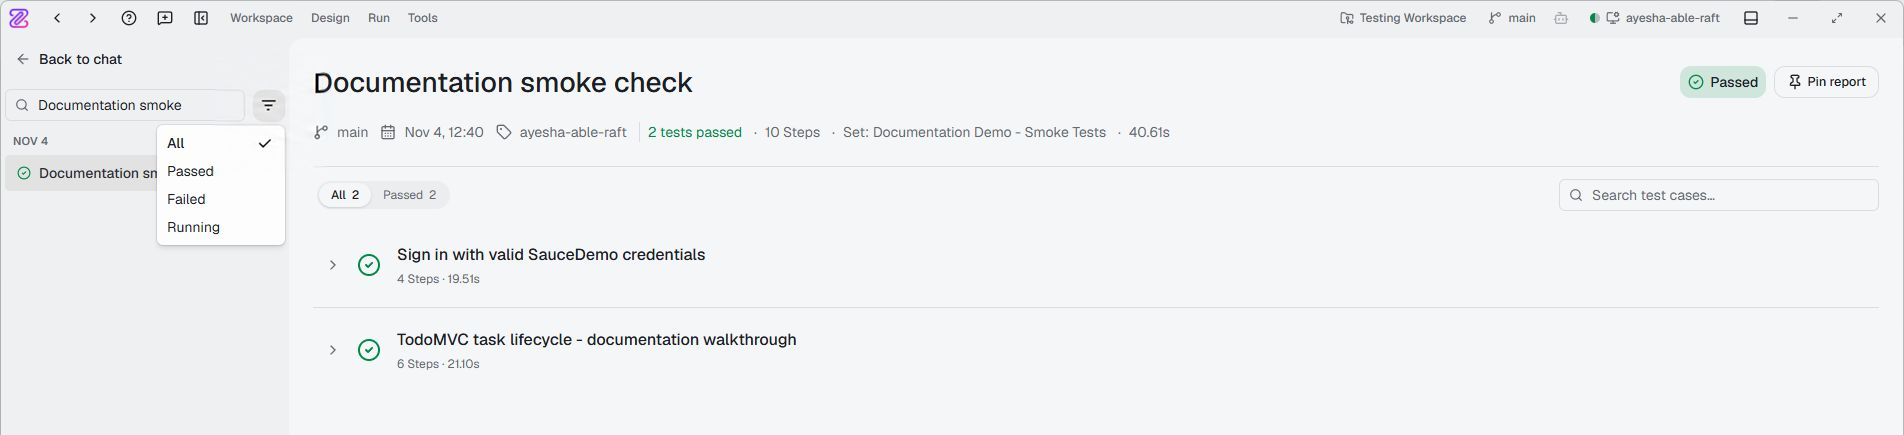 Workspace Design Run Tools Testing Workspace main ayesha-able-raft
Back to chat
Documentation smoke
NOV 4
Documentation sm
All
Passed
Failed
Running
Documentation smoke check
Passed
Pin report
main Nov 4, 12:40 ayesha-able-raft 2 tests passed · 10 Steps · Set: Documentation Demo - Smoke Tests · 40.61s
All 2 Passed 2
Search test cases...
Sign in with valid SauceDemo credentials
4 Steps · 19.51s
TodoMVC task lifecycle - documentation walkthrough
6 Steps · 21.10s